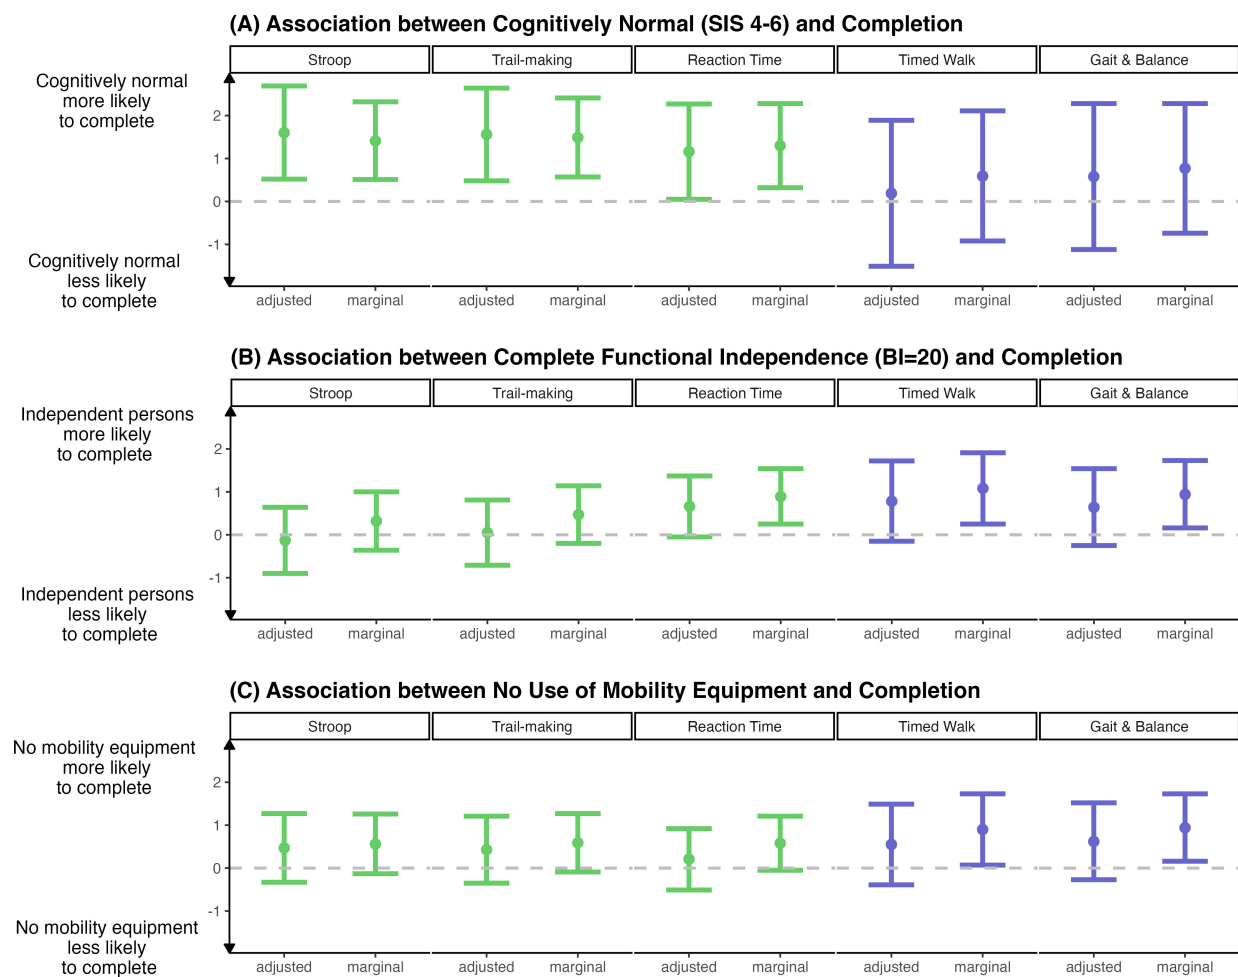 (A) Association between Cognitively Normal (SIS 4-6) and Completion
Stroop Trail-making Reaction Time Timed Walk Gait & Balance
Cognitively normal
more likely
to complete
2
1
0
-1
Cognitively normal
less likely
to complete
adjusted marginal adjusted marginal adjusted marginal adjusted marginal adjusted marginal
(B) Association between Complete Functional Independence (BI=20) and Completion
Stroop Trail-making Reaction Time Timed Walk Gait & Balance
Independent persons
more likely
to complete
2
1
0
-1
Independent persons
less likely
to complete
adjusted marginal adjusted marginal adjusted marginal adjusted marginal adjusted marginal
(C) Association between No Use of Mobility Equipment and Completion
Stroop Trail-making Reaction Time Timed Walk Gait & Balance
No mobility equipment
more likely
to complete
2
1
0
-1
No mobility equipment
less likely
to complete
adjusted marginal adjusted marginal adjusted marginal adjusted marginal adjusted marginal